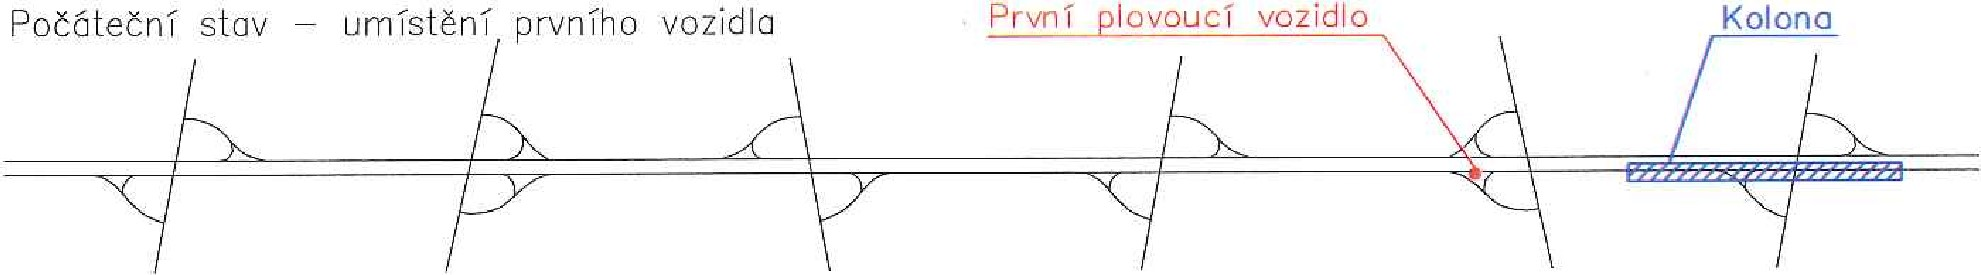 Počáteční stav – umístění prvního vozidla
První plovoucí vozidlo
Kolona